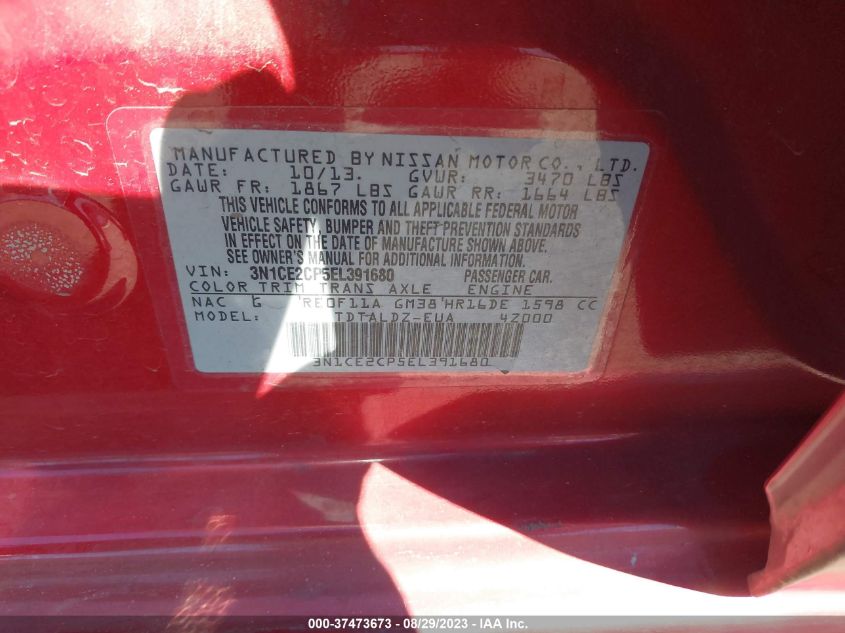 MANUFACTURED BY NISSAN MOTOR CO., LTD.
DATE: 10/13. GVWR: 3470 LBS
GAWR FR: 1867 LBS GAWR RR: 1664 LBS
THIS VEHICLE CONFORMS TO ALL APPLICABLE FEDERAL MOTOR
VEHICLE SAFETY, BUMPER AND THEFT PREVENTION STANDARDS
IN EFFECT ON THE DATE OF MANUFACTURE SHOWN ABOVE.
SEE OWNER'S MANUAL FOR ADDITIONAL INFORMATION.
VIN: 3N1CE2CP5EL391680 PASSENGER CAR.
COLOR TRIM TRANS AXLE ENGINE
NAC G RE0F11A GM38 HR16DE 1598 CC
MODEL: TDTALDZ-EUA 42000
3N1CE2CP5EL391680
000-37473673 - 08/29/2023 - IAA Inc.